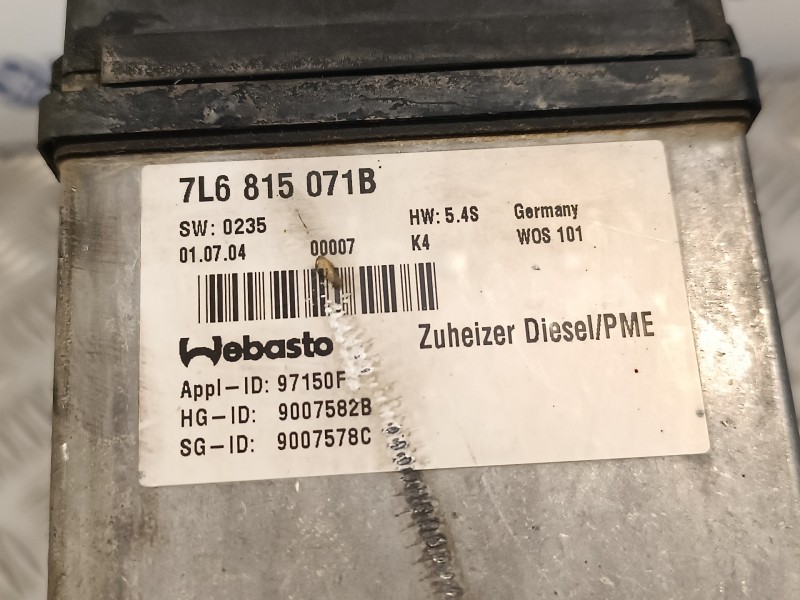 7L6 815 071B
SW: 0235 HW: 5.4S Germany
01.07.04 00007 K4 WOS 101
Webasto Zuheizer Diesel/PME
Appl-ID: 97150F
HG-ID: 9007582B
SG-ID: 9007578C